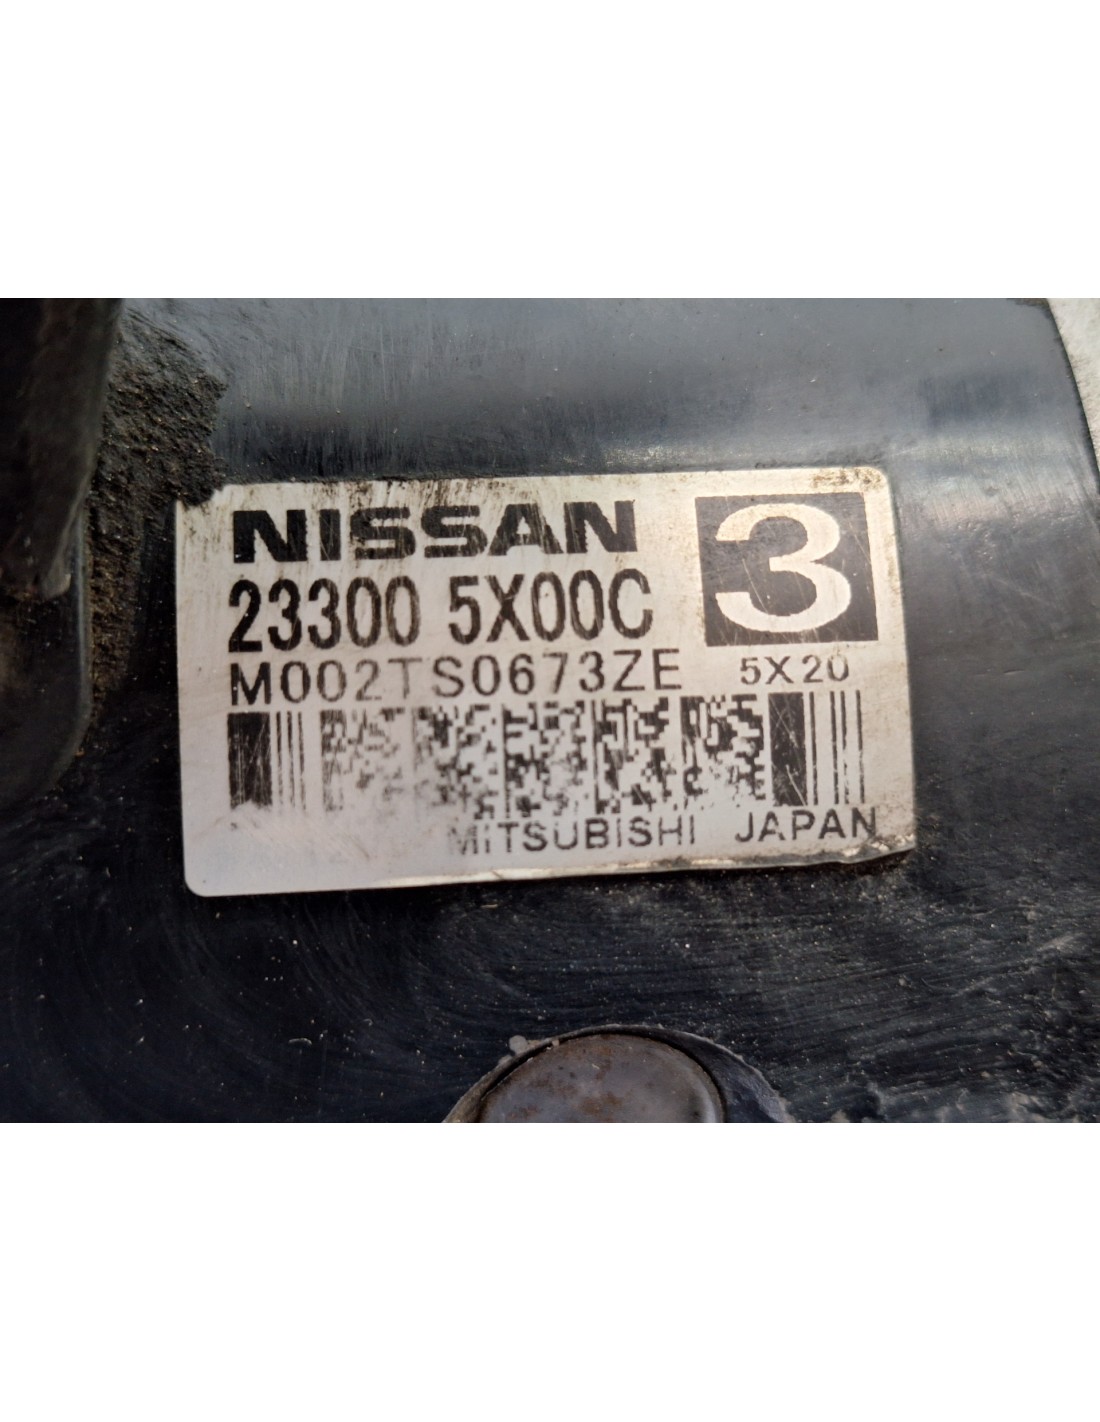 NISSAN 3
23300 5X00C
M002TS0673ZE 5X20
MITSUBISHI JAPAN